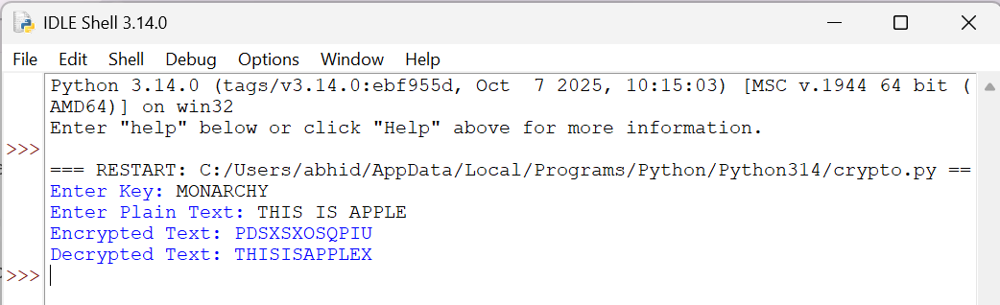 IDLE Shell 3.14.0
File Edit Shell Debug Options Window Help
Python 3.14.0 (tags/v3.14.0:ebf955d, Oct  7 2025, 10:15:03) [MSC v.1944 64 bit (
AMD64)] on win32
Enter "help" below or click "Help" above for more information.
>>>
=== RESTART: C:/Users/abhid/AppData/Local/Programs/Python/Python314/crypto.py ==
Enter Key: MONARCHY
Enter Plain Text: THIS IS APPLE
Encrypted Text: PDSXSXOSQPIU
Decrypted Text: THISISAPPLEX
>>>